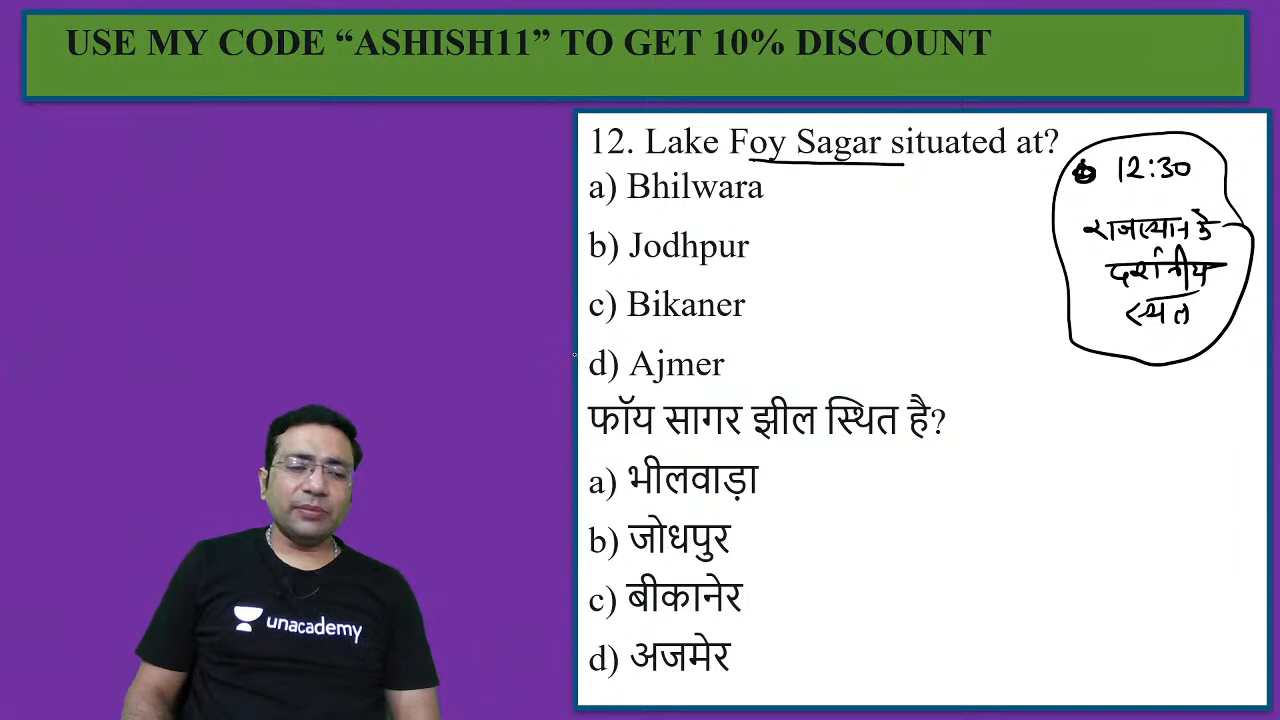 USE MY CODE “ASHISH11” TO GET 10% DISCOUNT
12. Lake Foy Sagar situated at?
a) Bhilwara
b) Jodhpur
c) Bikaner
d) Ajmer
फॉय सागर झील स्थित है?
a) भीलवाड़ा
b) जोधपुर
c) बीकानेर
d) अजमेर
12:30
राजस्थान के
दर्शनीय
स्थल
unacademy